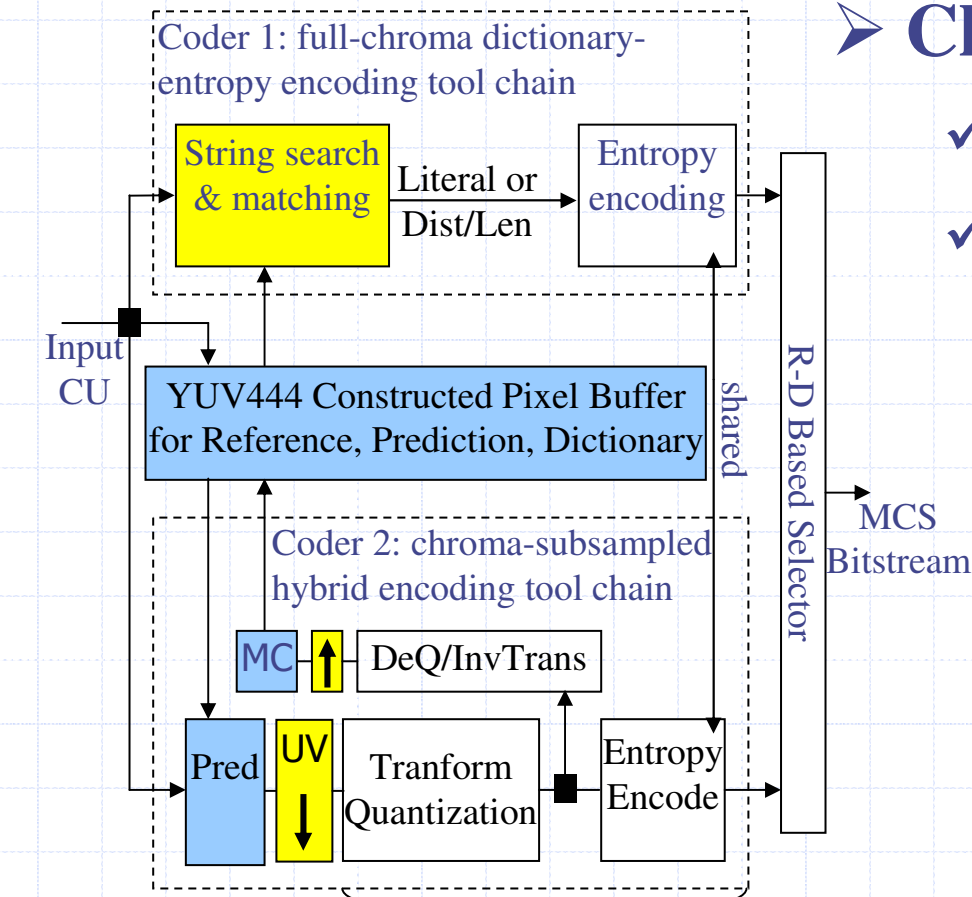 Coder 1: full-chroma dictionary-
entropy encoding tool chain
String search
& matching
Literal or
Dist/Len
Entropy
encoding
Input
CU
YUV444 Constructed Pixel Buffer
for Reference, Prediction, Dictionary
shared
R-D Based Selector
MCS
Bitstream
Coder 2: chroma-subsampled
hybrid encoding tool chain
MC
DeQ/InvTrans
Pred
UV
Tranform
Quantization
Entropy
Encode